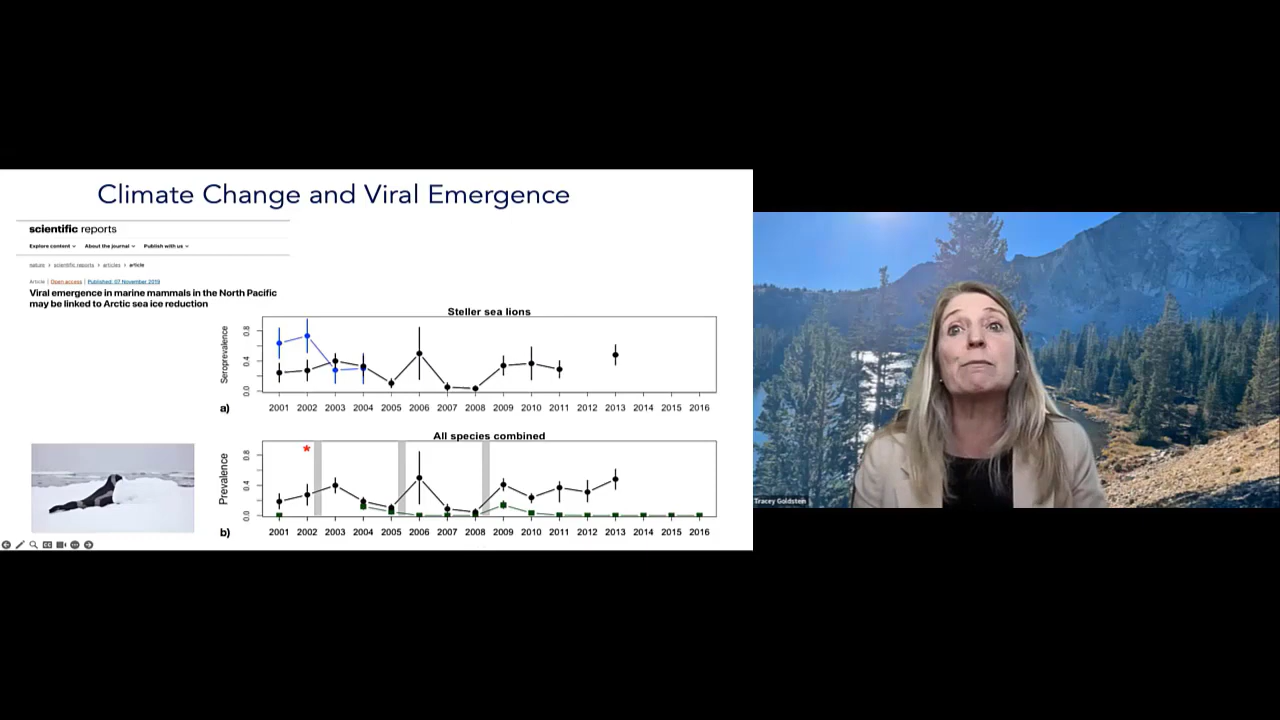 Climate Change and Viral Emergence
scientific reports
Explore content
About the journal
Publish with us
nature > scientific reports > articles > article
Article | Open access | Published: 07 November 2019
Viral emergence in marine mammals in the North Pacific
may be linked to Arctic sea ice reduction
Steller sea lions
Seroprevalence
0.8
0.4
0.0
2001 2002 2003 2004 2005 2006 2007 2008 2009 2010 2011 2012 2013 2014 2015 2016
a)
All species combined
*
Prevalence
0.8
0.4
0.0
2001 2002 2003 2004 2005 2006 2007 2008 2009 2010 2011 2012 2013 2014 2015 2016
b)
Tracey Goldstein